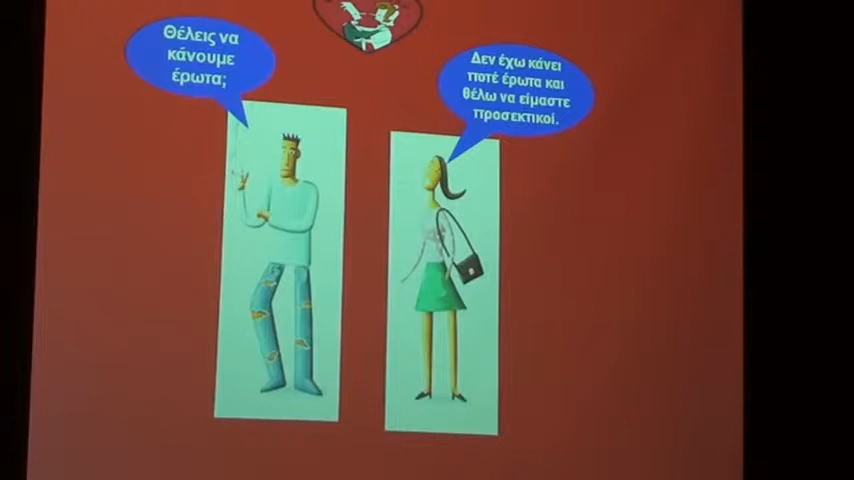 Θέλεις να
κάνουμε
έρωτα;
Δεν έχω κάνει
ποτέ έρωτα και
θέλω να είμαστε
προσεκτικοί.